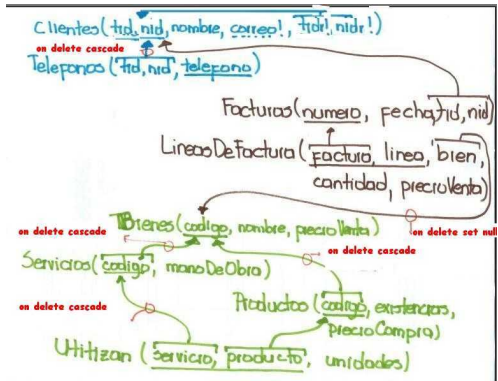 Clientes(tid, nid, nombre, correo!, tidr!, nidr!)
on delete cascade
Telefonos(tid, nid, telefono)
Facturas(numero, fecha, tid, nid)
LineasDeFactura(factura, linea, bien,
cantidad, precioVenta)
on delete cascade
TBienes(codigo, nombre, precioVenta)
on delete set null
on delete cascade
Servicios(codigo, manoDeObra)
on delete cascade
Productos(codigo, existencias,
precioCompra)
Utilizan(servicio, producto, unidades)